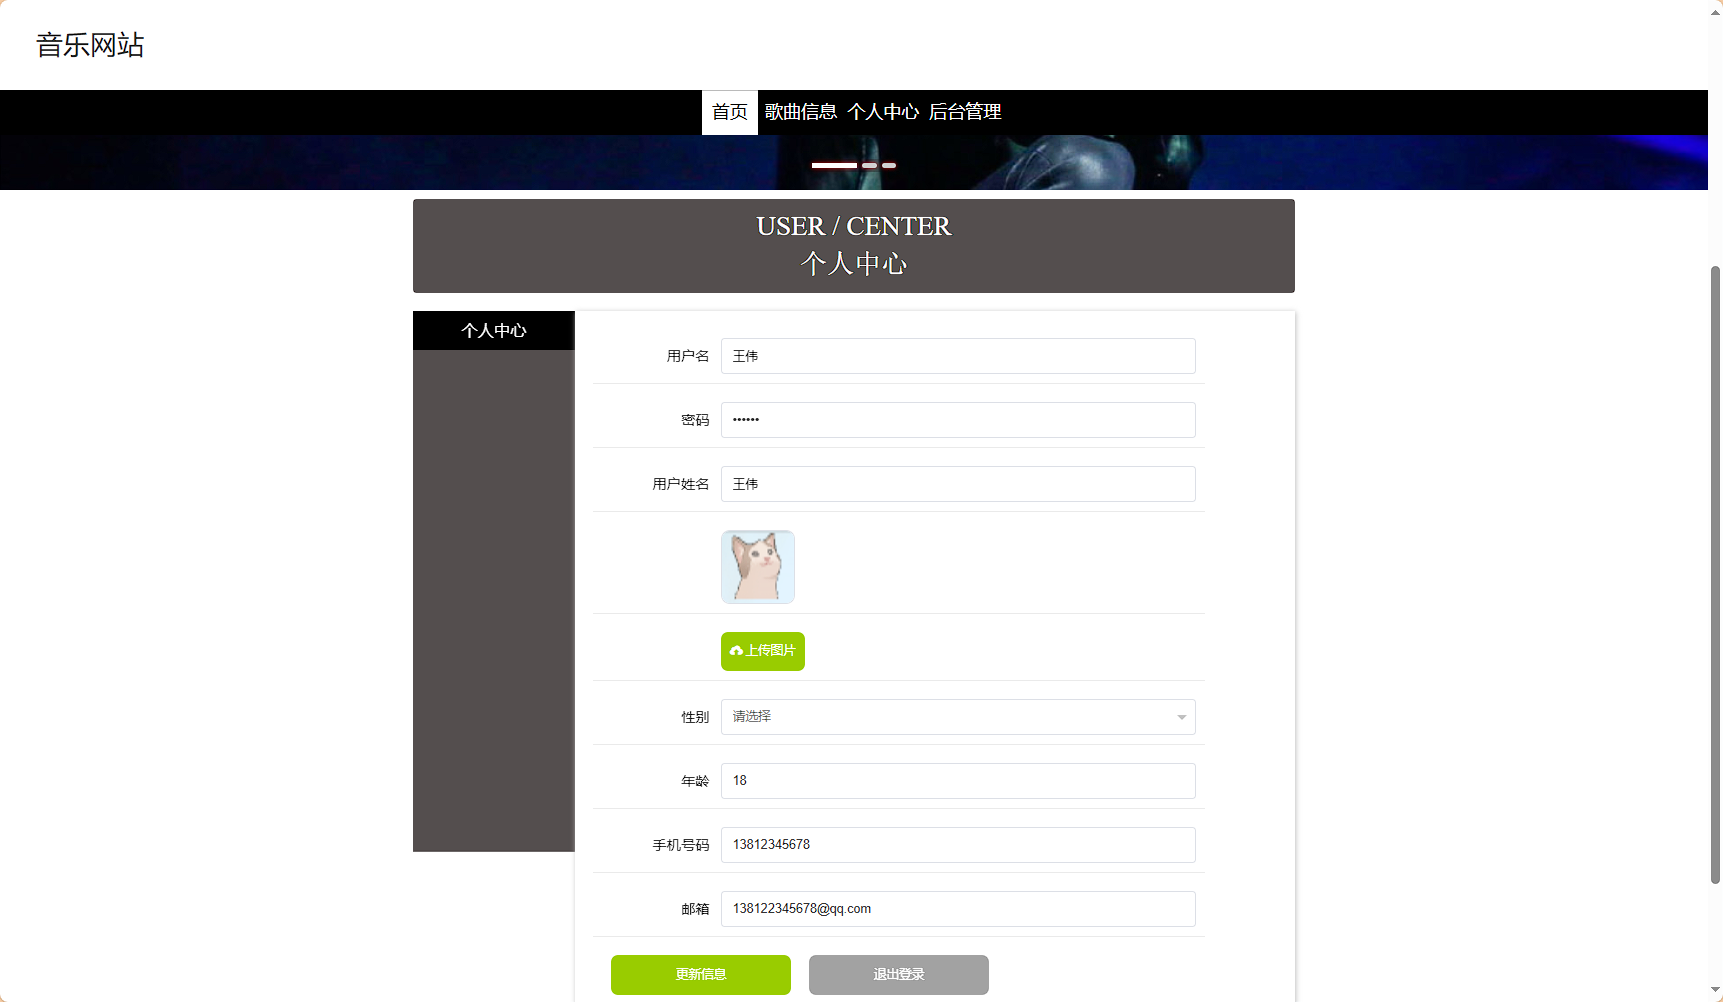 音乐网站
首页 歌曲信息 个人中心 后台管理
USER / CENTER
个人中心
个人中心
用户名 王伟
密码 ••••••
用户姓名 王伟
上传图片
性别 请选择
年龄 18
手机号码 13812345678
邮箱 138122345678@qq.com
更新信息 退出登录